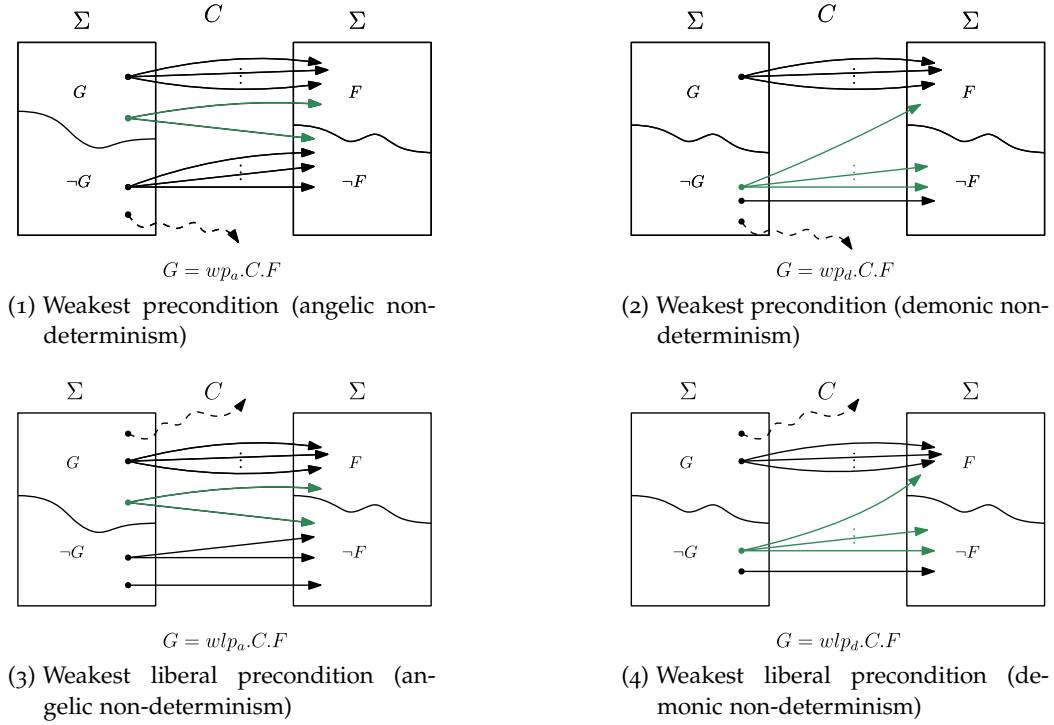 Σ C Σ
G
F
⋮
¬G
⋮
¬F
G = wp_a.C.F
(1) Weakest precondition (angelic non-
determinism)
Σ C Σ
G
F
⋮
¬G
⋮
¬F
G = wp_d.C.F
(2) Weakest precondition (demonic non-
determinism)
Σ C Σ
G
F
⋮
¬G
¬F
G = wlp_a.C.F
(3) Weakest liberal precondition (an-
gelic non-determinism)
Σ C Σ
G
F
⋮
¬G
⋮
¬F
G = wlp_d.C.F
(4) Weakest liberal precondition (de-
monic non-determinism)